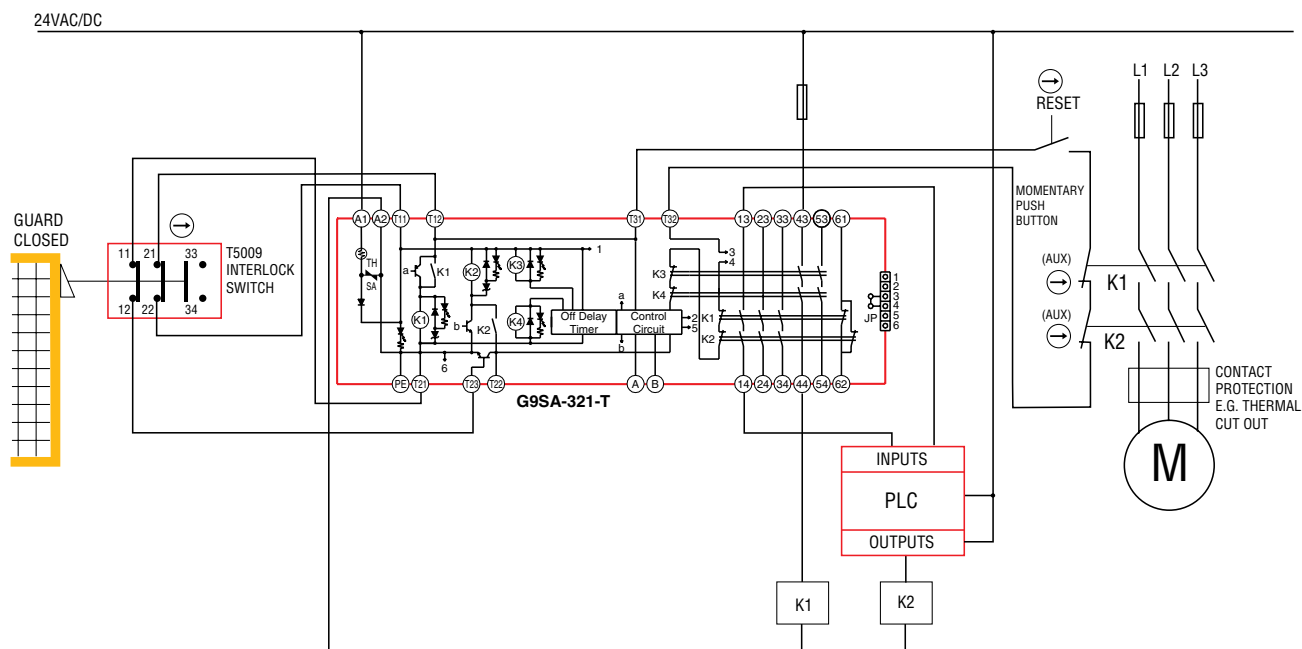 24VAC/DC
L1 L2 L3
RESET
MOMENTARY
PUSH
BUTTON
GUARD
CLOSED
11 21 33
12 22 34
T5009
INTERLOCK
SWITCH
A1 A2 T11 T12 T31 T32 13 23 33 43 53 61
TH
SA
a
K1
K1
K2
b
K2
K3
K4
1
6
Off Delay
Timer
Control
Circuit
a
b
2
5
3
4
K3
K4
K1
K2
1
2
3
4
5
6
JP
PE T21 T23 T22 A B 14 24 34 44 54 62
G9SA-321-T
(AUX)
K1
(AUX)
K2
CONTACT
PROTECTION
E.G. THERMAL
CUT OUT
M
INPUTS
PLC
OUTPUTS
K1
K2